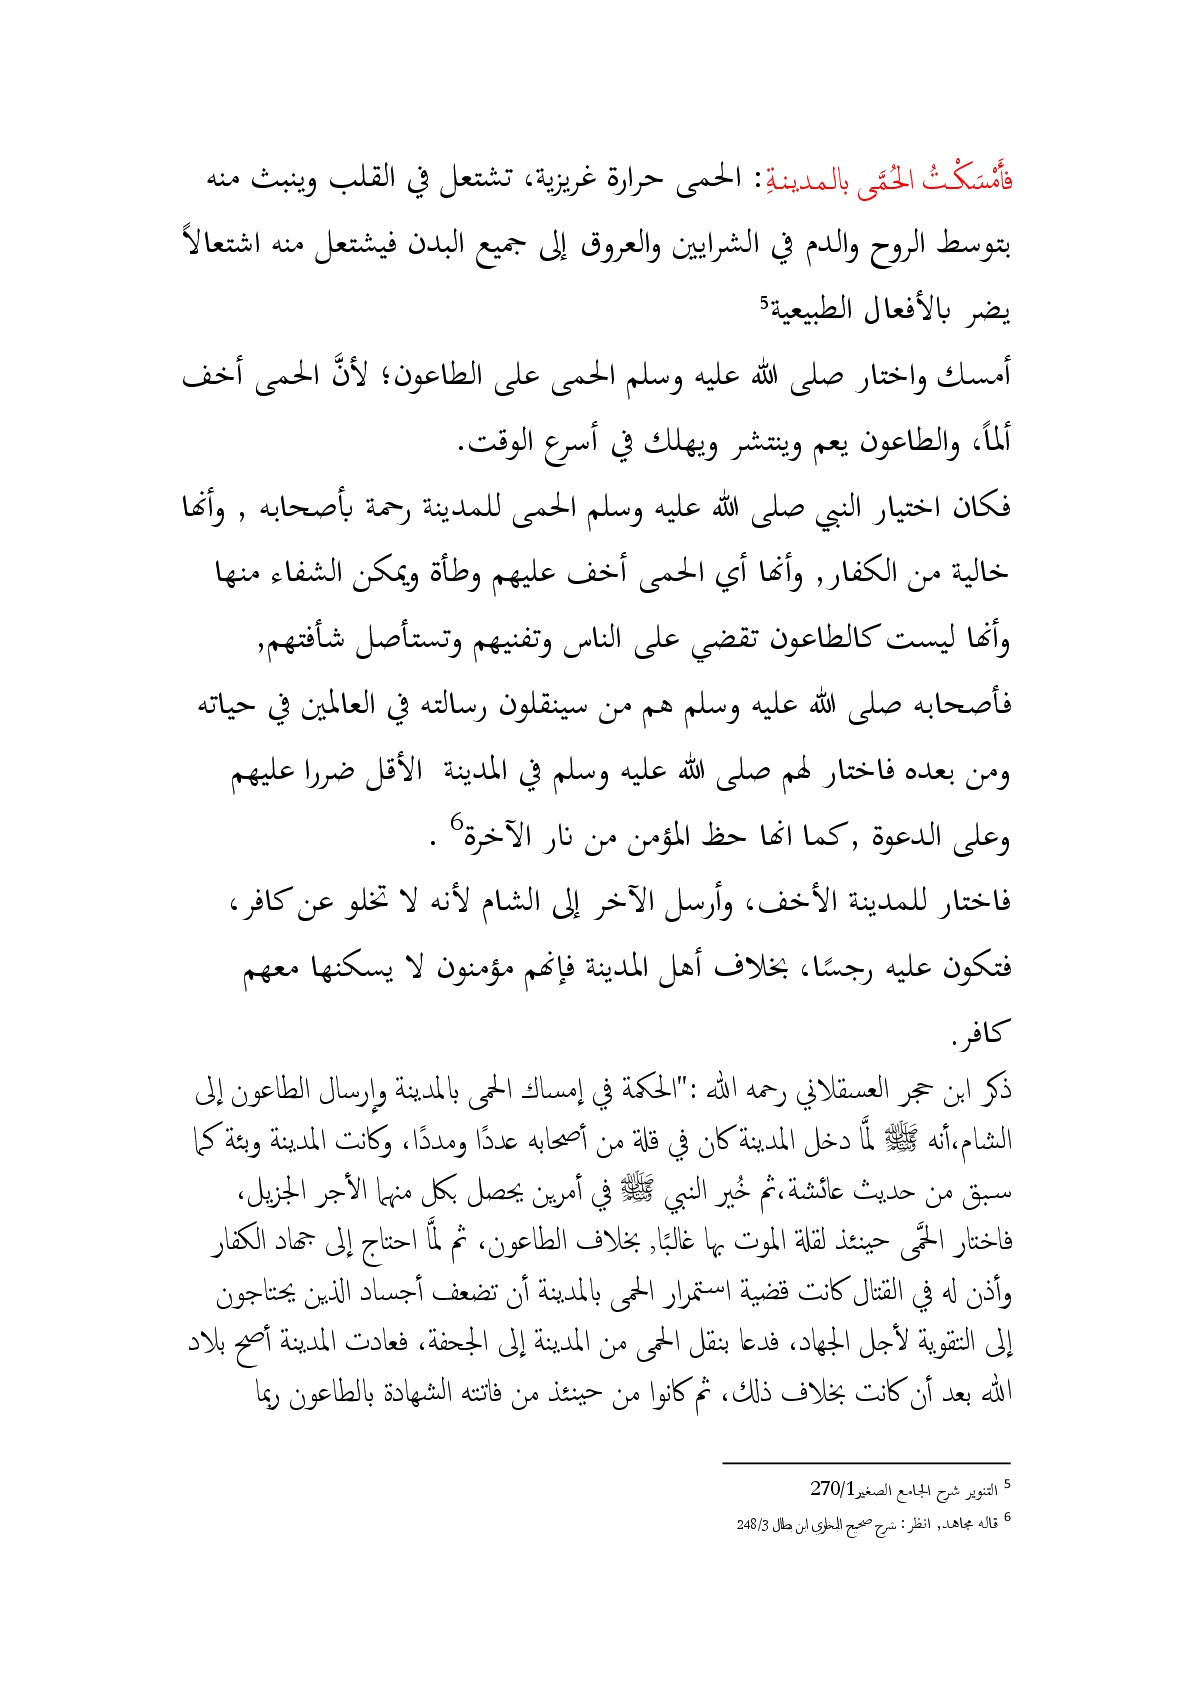 فأَمْسَكْتُ الحُمَّى بالمدينةِ: الحمى حرارة غريزية، تشتعل في القلب وينبث منه
بتوسط الروح والدم في الشرايين والعروق إلى جميع البدن فيشتعل منه اشتعالاً
يضر بالأفعال الطبيعية5
أمسك واختار صلى الله عليه وسلم الحمى على الطاعون؛ لأنَّ الحمى أخف
ألماً، والطاعون يعم وينتشر ويهلك في أسرع الوقت.
فكان اختيار النبي صلى الله عليه وسلم الحمى للمدينة رحمة بأصحابه , وأنها
خالية من الكفار, وأنها أي الحمى أخف عليهم وطأة ويمكن الشفاء منها
وأنها ليست كالطاعون تقضي على الناس وتفنيهم وتستأصل شأفتهم,
فأصحابه صلى الله عليه وسلم هم من سينقلون رسالته في العالمين في حياته
ومن بعده فاختار لهم صلى الله عليه وسلم في المدينة الأقل ضررا عليهم
وعلى الدعوة ,كما انها حظ المؤمن من نار الآخرة6 .
فاختار للمدينة الأخف، وأرسل الآخر إلى الشام لأنه لا تخلو عن كافر،
فتكون عليه رجسًا، بخلاف أهل المدينة فإنهم مؤمنون لا يسكنها معهم
كافر.
ذكر ابن حجر العسقلاني رحمه الله :"الحكمة في إمساك الحمى بالمدينة وإرسال الطاعون إلى
الشام،أنه ﷺ لمَّا دخل المدينة كان في قلة من أصحابه عددًا ومددًا، وكانت المدينة وبئة كما
سبق من حديث عائشة،ثم خُير النبي ﷺ في أمرين يحصل بكل منهما الأجر الجزيل،
فاختار الحمَّى حينئذ لقلة الموت بها غالبًا, بخلاف الطاعون، ثم لمَّا احتاج إلى جهاد الكفار
وأذن له في القتال كانت قضية استمرار الحمى بالمدينة أن تضعف أجساد الذين يحتاجون
إلى التقوية لأجل الجهاد، فدعا بنقل الحمى من المدينة إلى الجحفة، فعادت المدينة أصح بلاد
الله بعد أن كانت بخلاف ذلك، ثم كانوا من حينئذ من فاتته الشهادة بالطاعون ربما
5 التنوير شرح الجامع الصغير270/1
6 قاله مجاهد, انظر: شرح صحيح البخاري ابن بطال 248/3